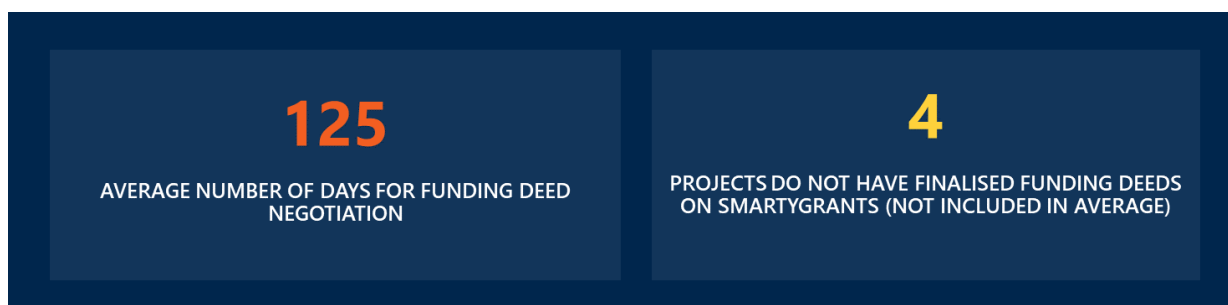 125
AVERAGE NUMBER OF DAYS FOR FUNDING DEED
NEGOTIATION
4
PROJECTS DO NOT HAVE FINALISED FUNDING DEEDS
ON SMARTYGRANTS (NOT INCLUDED IN AVERAGE)